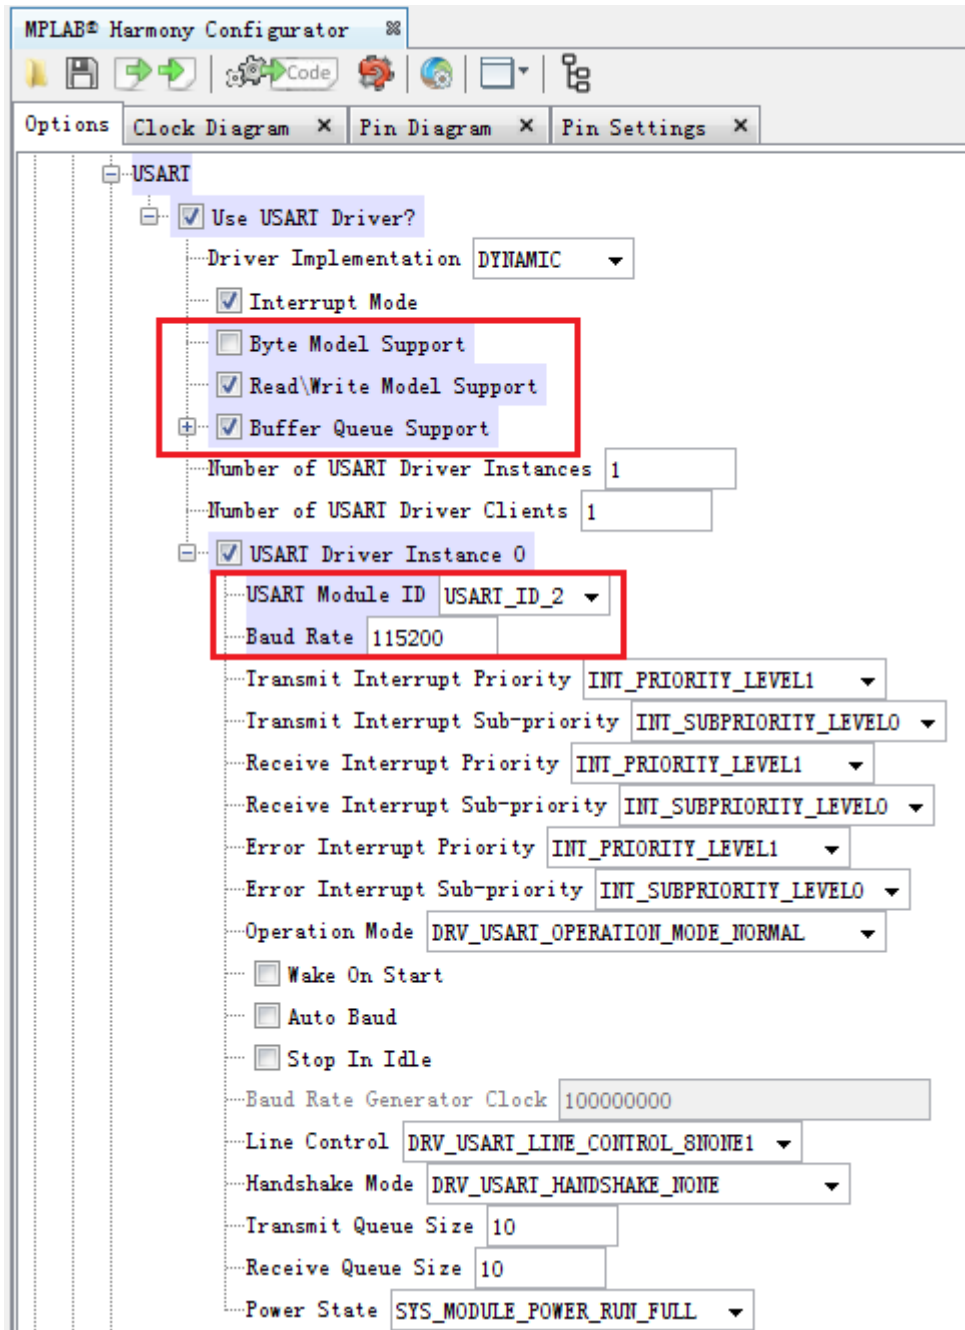 MPLAB® Harmony Configurator
Code
Options Clock Diagram × Pin Diagram × Pin Settings ×
USART
Use USART Driver?
Driver Implementation DYNAMIC
Interrupt Mode
Byte Model Support
Read\Write Model Support
Buffer Queue Support
Number of USART Driver Instances 1
Number of USART Driver Clients 1
USART Driver Instance 0
USART Module ID USART_ID_2
Baud Rate 115200
Transmit Interrupt Priority INT_PRIORITY_LEVEL1
Transmit Interrupt Sub-priority INT_SUBPRIORITY_LEVEL0
Receive Interrupt Priority INT_PRIORITY_LEVEL1
Receive Interrupt Sub-priority INT_SUBPRIORITY_LEVEL0
Error Interrupt Priority INT_PRIORITY_LEVEL1
Error Interrupt Sub-priority INT_SUBPRIORITY_LEVEL0
Operation Mode DRV_USART_OPERATION_MODE_NORMAL
Wake On Start
Auto Baud
Stop In Idle
Baud Rate Generator Clock 100000000
Line Control DRV_USART_LINE_CONTROL_8NONE1
Handshake Mode DRV_USART_HANDSHAKE_NONE
Transmit Queue Size 10
Receive Queue Size 10
Power State SYS_MODULE_POWER_RUN_FULL